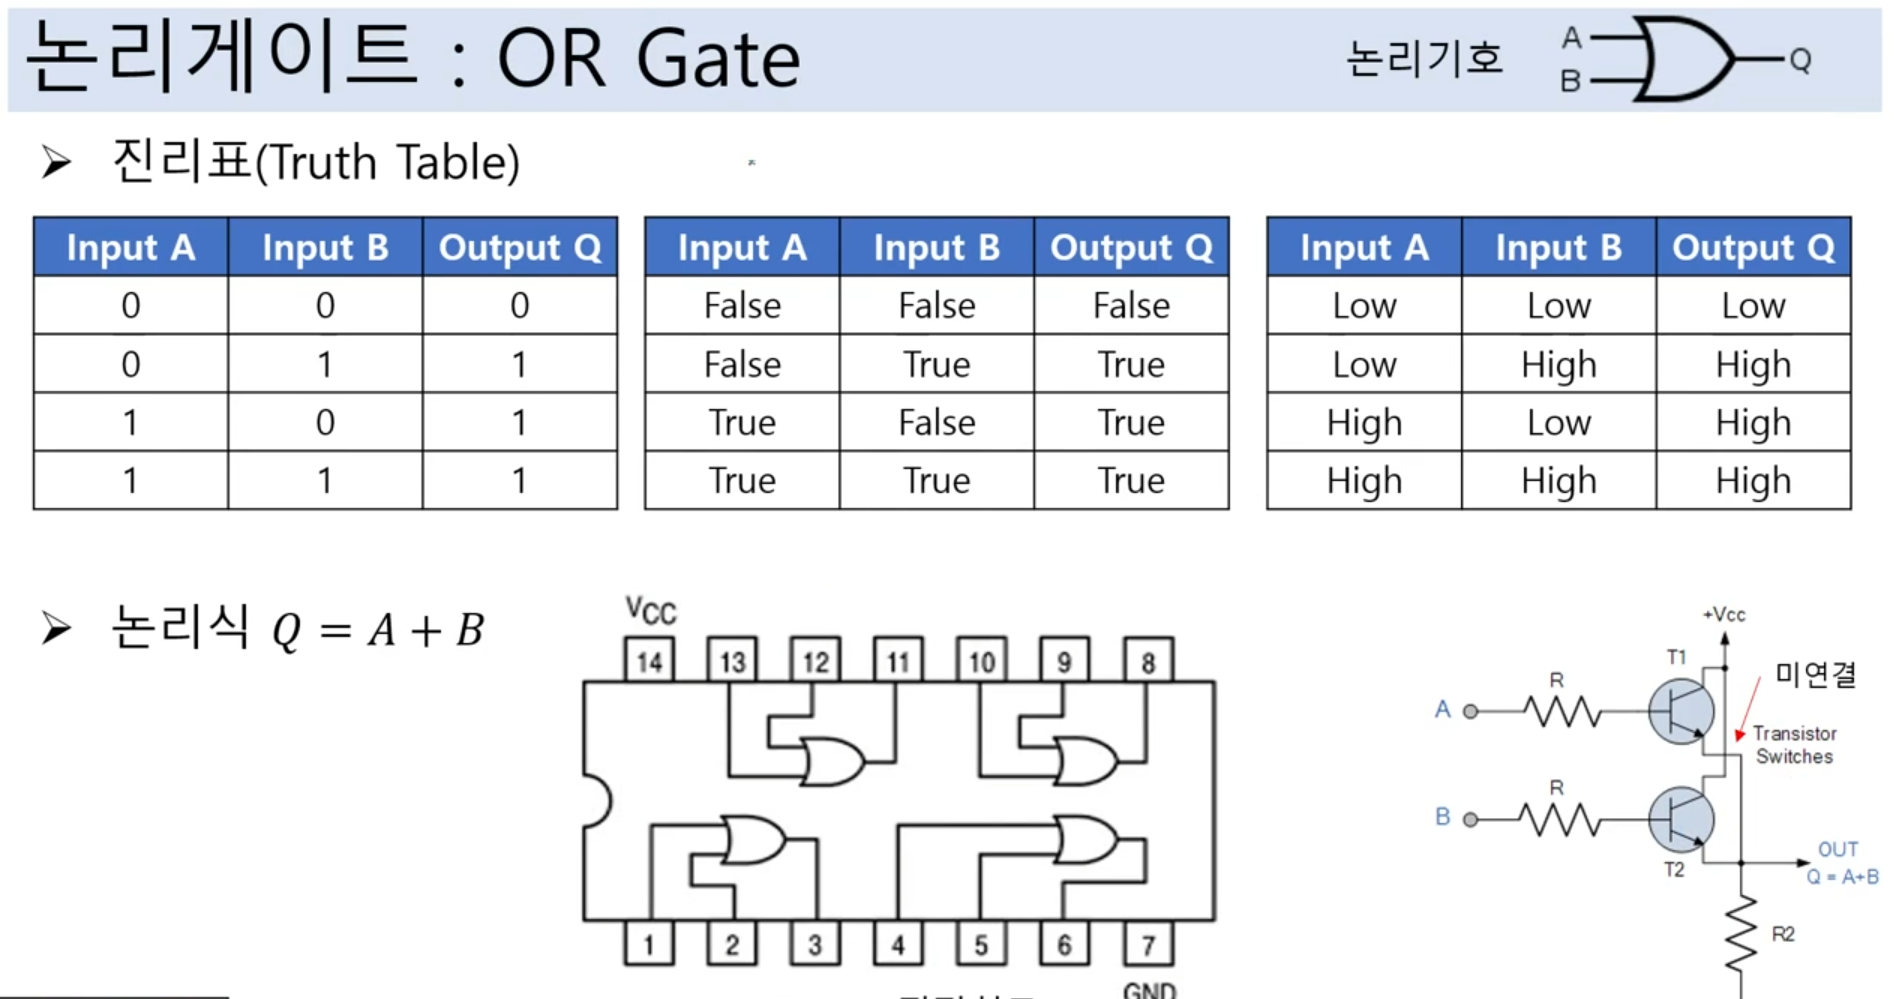 논리게이트 : OR Gate
논리기호
A
B
Q
➢ 진리표(Truth Table)
Input A Input B Output Q
0 0 0
0 1 1
1 0 1
1 1 1
Input A Input B Output Q
False False False
False True True
True False True
True True True
Input A Input B Output Q
Low Low Low
Low High High
High Low High
High High High
➢ 논리식 Q = A + B
VCC
14 13 12 11 10 9 8
1 2 3 4 5 6 7
GND
+Vcc
T1
미연결
R
A
Transistor
Switches
R
B
T2
OUT
Q = A+B
R2